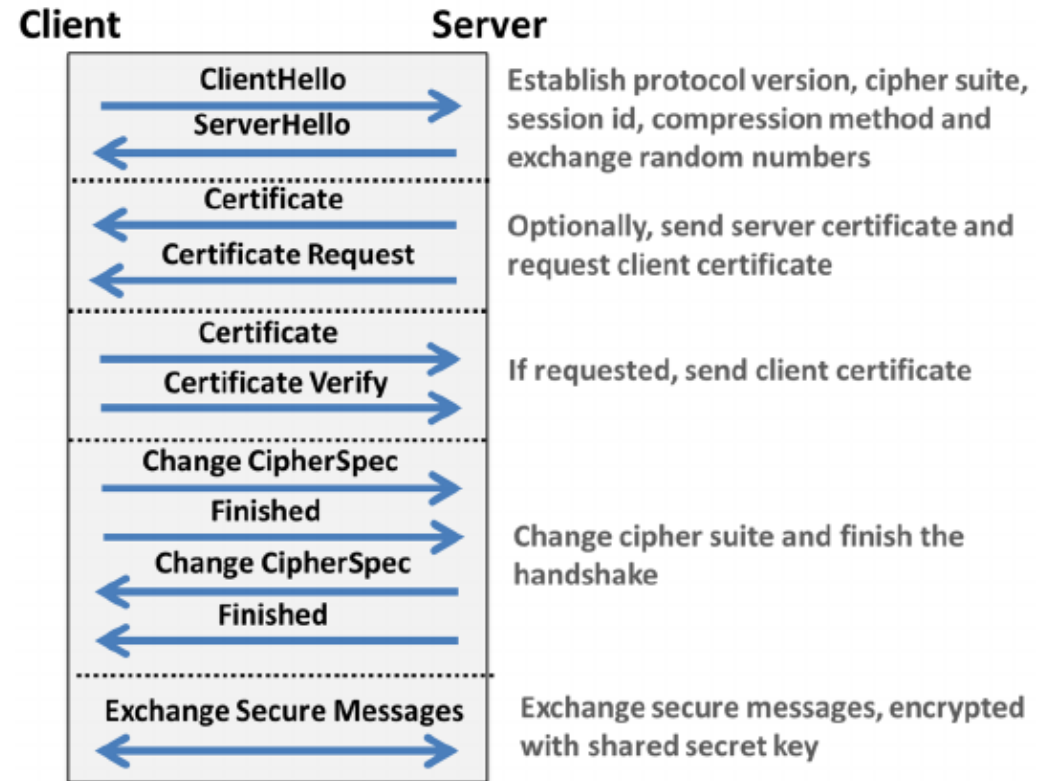 Client Server
ClientHello
ServerHello
Establish protocol version, cipher suite,
session id, compression method and
exchange random numbers
Certificate
Certificate Request
Optionally, send server certificate and
request client certificate
Certificate
Certificate Verify
If requested, send client certificate
Change CipherSpec
Finished
Change CipherSpec
Finished
Change cipher suite and finish the
handshake
Exchange Secure Messages
Exchange secure messages, encrypted
with shared secret key